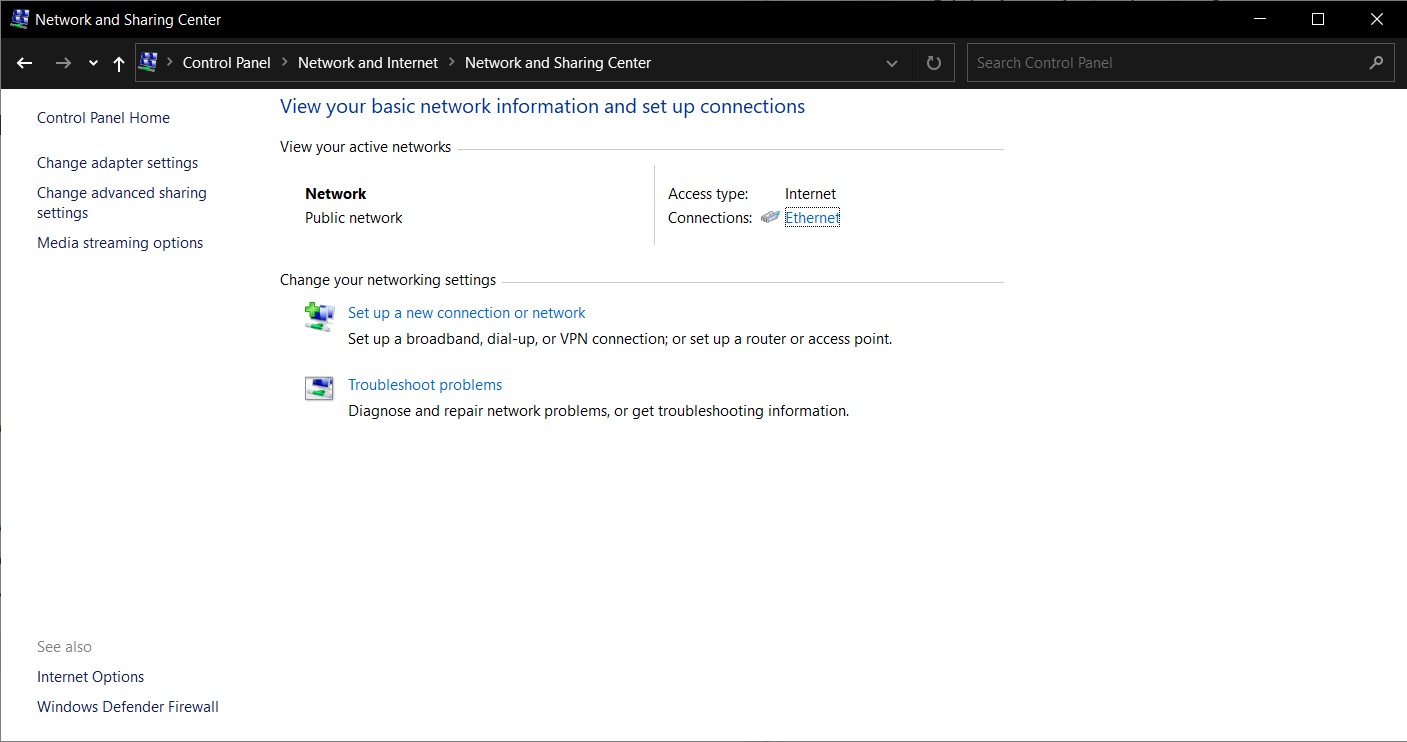 Network and Sharing Center
Control Panel > Network and Internet > Network and Sharing Center
Search Control Panel
Control Panel Home
Change adapter settings
Change advanced sharing
settings
Media streaming options
View your basic network information and set up connections
View your active networks
Network
Public network
Access type: Internet
Connections: Ethernet
Change your networking settings
Set up a new connection or network
Set up a broadband, dial-up, or VPN connection; or set up a router or access point.
Troubleshoot problems
Diagnose and repair network problems, or get troubleshooting information.
See also
Internet Options
Windows Defender Firewall